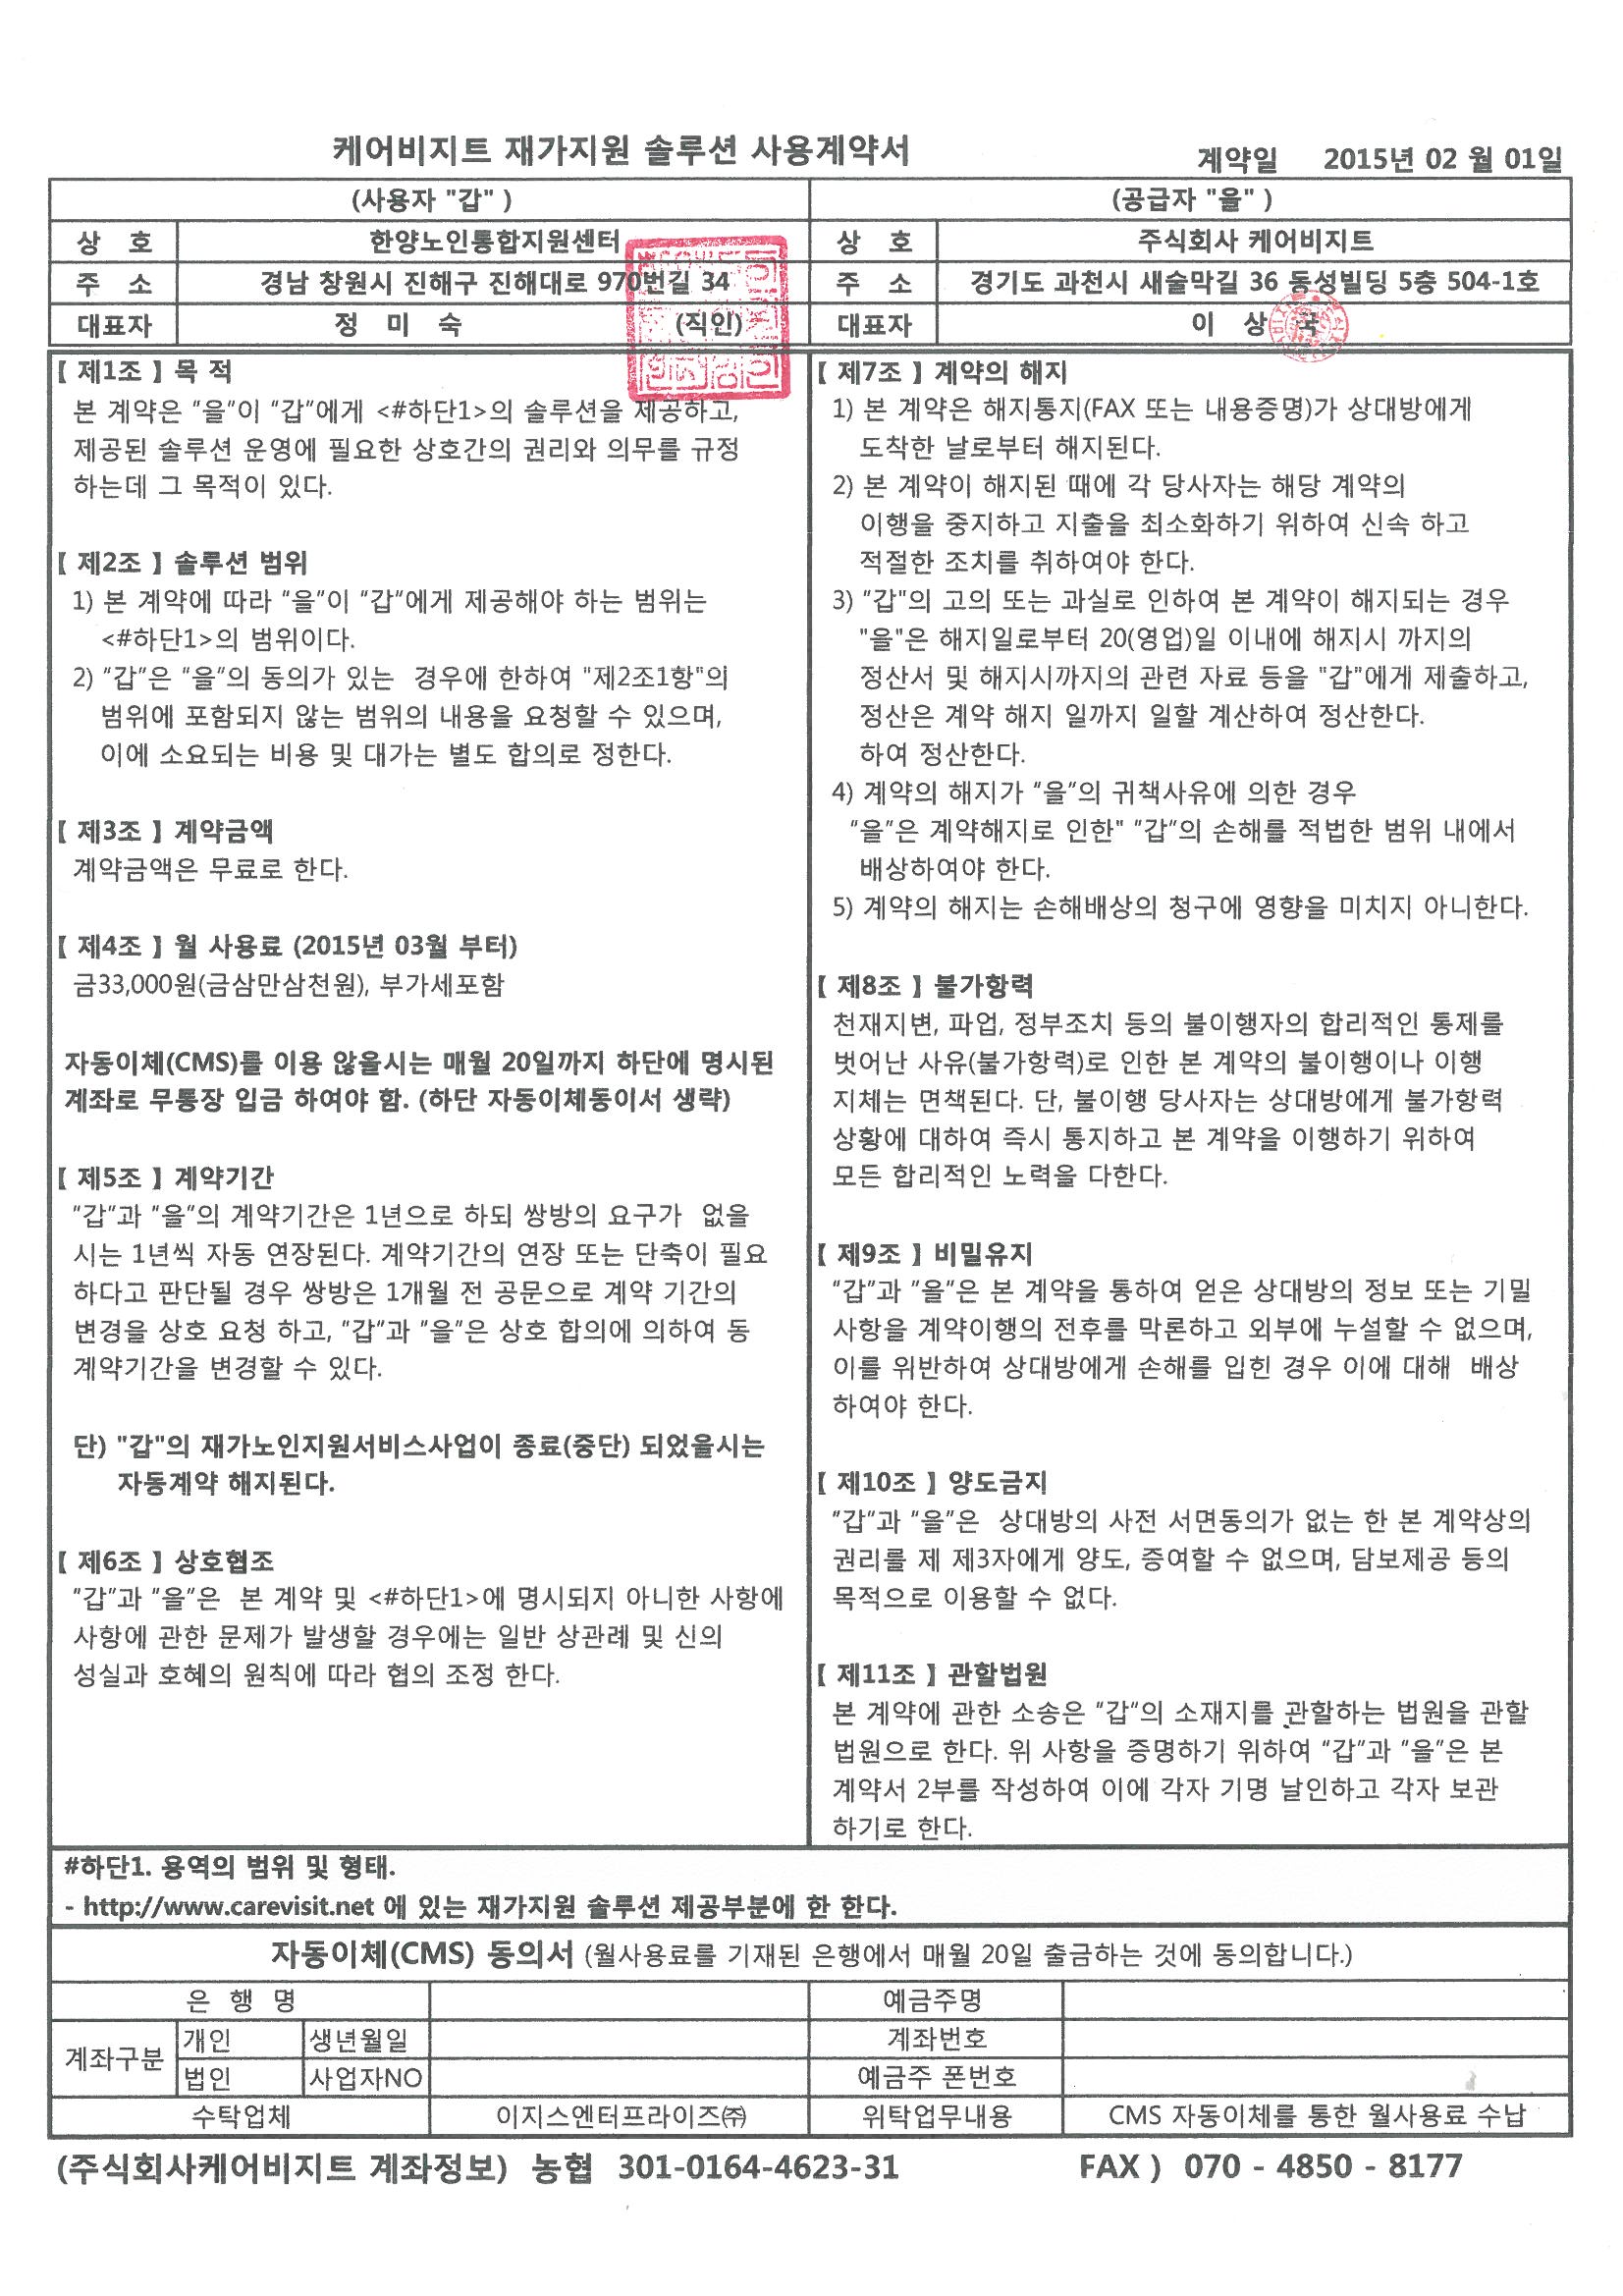 케어비지트 재가지원 솔루션 사용계약서
계약일 2015년 02 월 01일
(사용자 "갑" )
(공급자 "을" )
상 호 한양노인통합지원센터
상 호 주식회사 케어비지트
주 소 경남 창원시 진해구 진해대로 970번길 34
주 소 경기도 과천시 새술막길 36 동성빌딩 5층 504-1호
대표자 정 미 숙 (직인)
대표자 이 상 국
【 제1조 】 목 적
본 계약은 "을"이 "갑"에게 <#하단1>의 솔루션을 제공하고,
제공된 솔루션 운영에 필요한 상호간의 권리와 의무를 규정
하는데 그 목적이 있다.
【 제2조 】 솔루션 범위
1) 본 계약에 따라 "을"이 "갑"에게 제공해야 하는 범위는
<#하단1>의 범위이다.
2) "갑"은 "을"의 동의가 있는 경우에 한하여 "제2조1항"의
범위에 포함되지 않는 범위의 내용을 요청할 수 있으며,
이에 소요되는 비용 및 대가는 별도 합의로 정한다.
【 제3조 】 계약금액
계약금액은 무료로 한다.
【 제4조 】 월 사용료 (2015년 03월 부터)
금33,000원(금삼만삼천원), 부가세포함
자동이체(CMS)를 이용 않을시는 매월 20일까지 하단에 명시된
계좌로 무통장 입금 하여야 함. (하단 자동이체동이서 생략)
【 제5조 】 계약기간
"갑"과 "을"의 계약기간은 1년으로 하되 쌍방의 요구가 없을
시는 1년씩 자동 연장된다. 계약기간의 연장 또는 단축이 필요
하다고 판단될 경우 쌍방은 1개월 전 공문으로 계약 기간의
변경을 상호 요청 하고, "갑"과 "을"은 상호 합의에 의하여 동
계약기간을 변경할 수 있다.
단) "갑"의 재가노인지원서비스사업이 종료(중단) 되었을시는
자동계약 해지된다.
【 제6조 】 상호협조
"갑"과 "을"은 본 계약 및 <#하단1>에 명시되지 아니한 사항에
사항에 관한 문제가 발생할 경우에는 일반 상관례 및 신의
성실과 호혜의 원칙에 따라 협의 조정 한다.
【 제7조 】 계약의 해지
1) 본 계약은 해지통지(FAX 또는 내용증명)가 상대방에게
도착한 날로부터 해지된다.
2) 본 계약이 해지된 때에 각 당사자는 해당 계약의
이행을 중지하고 지출을 최소화하기 위하여 신속 하고
적절한 조치를 취하여야 한다.
3) "갑"의 고의 또는 과실로 인하여 본 계약이 해지되는 경우
"을"은 해지일로부터 20(영업)일 이내에 해지시 까지의
정산서 및 해지시까지의 관련 자료 등을 "갑"에게 제출하고,
정산은 계약 해지 일까지 일할 계산하여 정산한다.
하여 정산한다.
4) 계약의 해지가 "을"의 귀책사유에 의한 경우
"을"은 계약해지로 인한" "갑"의 손해를 적법한 범위 내에서
배상하여야 한다.
5) 계약의 해지는 손해배상의 청구에 영향을 미치지 아니한다.
【 제8조 】 불가항력
천재지변, 파업, 정부조치 등의 불이행자의 합리적인 통제를
벗어난 사유(불가항력)로 인한 본 계약의 불이행이나 이행
지체는 면책된다. 단, 불이행 당사자는 상대방에게 불가항력
상황에 대하여 즉시 통지하고 본 계약을 이행하기 위하여
모든 합리적인 노력을 다한다.
【 제9조 】 비밀유지
"갑"과 "을"은 본 계약을 통하여 얻은 상대방의 정보 또는 기밀
사항을 계약이행의 전후를 막론하고 외부에 누설할 수 없으며,
이를 위반하여 상대방에게 손해를 입힌 경우 이에 대해 배상
하여야 한다.
【 제10조 】 양도금지
"갑"과 "을"은 상대방의 사전 서면동의가 없는 한 본 계약상의
권리를 제 제3자에게 양도, 증여할 수 없으며, 담보제공 등의
목적으로 이용할 수 없다.
【 제11조 】 관할법원
본 계약에 관한 소송은 "갑"의 소재지를 관할하는 법원을 관할
법원으로 한다. 위 사항을 증명하기 위하여 "갑"과 "을"은 본
계약서 2부를 작성하여 이에 각자 기명 날인하고 각자 보관
하기로 한다.
#하단1. 용역의 범위 및 형태.
- http://www.carevisit.net 에 있는 재가지원 솔루션 제공부분에 한 한다.
자동이체(CMS) 동의서 (월사용료를 기재된 은행에서 매월 20일 출금하는 것에 동의합니다.)
은 행 명 예금주명
계좌구분 개인 생년월일 계좌번호
법인 사업자NO 예금주 폰번호
수탁업체 이지스엔터프라이즈㈜ 위탁업무내용 CMS 자동이체를 통한 월사용료 수납
(주식회사케어비지트 계좌정보) 농협 301-0164-4623-31 FAX ) 070 - 4850 - 8177